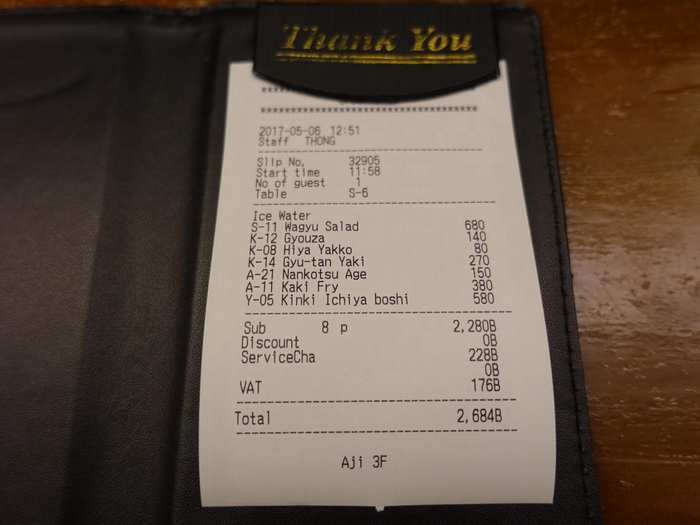 Thank You
********************************
2017-05-06 12:51
Staff THONG
Slip No. 32905
Start time 11:58
No of guest 1
Table S-6
Ice Water
S-11 Wagyu Salad 680
K-12 Gyouza 140
K-08 Hiya Yakko 80
K-14 Gyu-tan Yaki 270
A-21 Nankotsu Age 150
A-11 Kaki Fry 380
Y-05 Kinki Ichiya boshi 580
Sub 8 p 2,280B
Discount 0B
ServiceCha 228B
0B
VAT 176B
Total 2,684B
Aji 3F